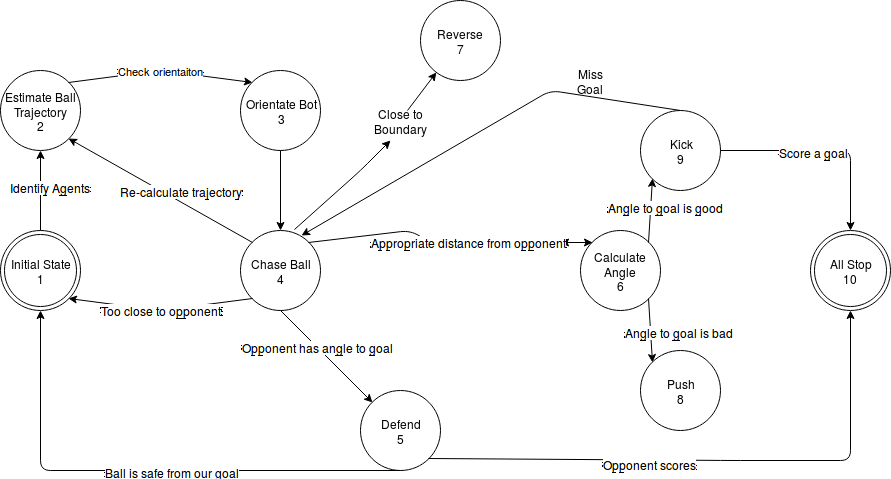 Reverse
7
Miss
Goal
Check orientaiton
Estimate Ball
Trajectory
2
Orientate Bot
3
Close to
Boundary
Kick
9
Score a goal
Identify Agents
Re-calculate trajectory
Angle to goal is good
Appropriate distance from opponent
Initial State
1
Chase Ball
4
Calculate
Angle
6
All Stop
10
Too close to opponent
Angle to goal is bad
Opponent has angle to goal
Push
8
Defend
5
Opponent scores
Ball is safe from our goal